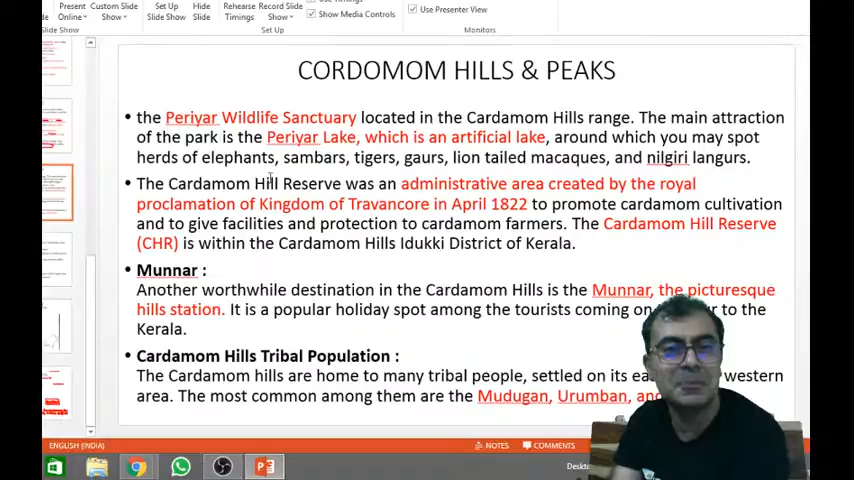 Present
Online
Custom Slide
Show
Set Up
Slide Show
Hide
Slide
Rehearse
Timings
Record Slide
Show
Show Media Controls
Use Presenter View
Slide Show
Set Up
Monitors
CORDOMOM HILLS & PEAKS
• the Periyar Wildlife Sanctuary located in the Cardamom Hills range. The main attraction
of the park is the Periyar Lake, which is an artificial lake, around which you may spot
herds of elephants, sambars, tigers, gaurs, lion tailed macaques, and nilgiri langurs.
• The Cardamom Hill Reserve was an administrative area created by the royal
proclamation of Kingdom of Travancore in April 1822 to promote cardamom cultivation
and to give facilities and protection to cardamom farmers. The Cardamom Hill Reserve
(CHR) is within the Cardamom Hills Idukki District of Kerala.
• Munnar :
Another worthwhile destination in the Cardamom Hills is the Munnar, the picturesque
hills station. It is a popular holiday spot among the tourists coming on to the
Kerala.
• Cardamom Hills Tribal Population :
The Cardamom hills are home to many tribal people, settled on its western
area. The most common among them are the Mudugan, Urumban, and
ENGLISH (INDIA)
NOTES
COMMENTS